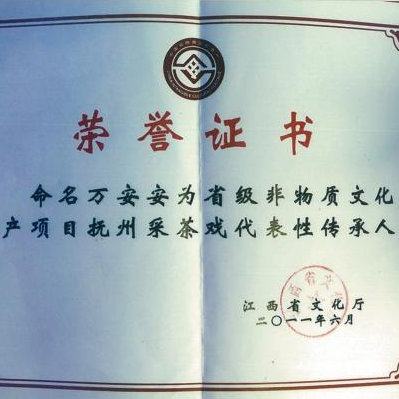 荣誉证书
命名万安安为省级非物质文化
产项目抚州采茶戏代表性传承人
江西省文化厅
二〇一一年六月